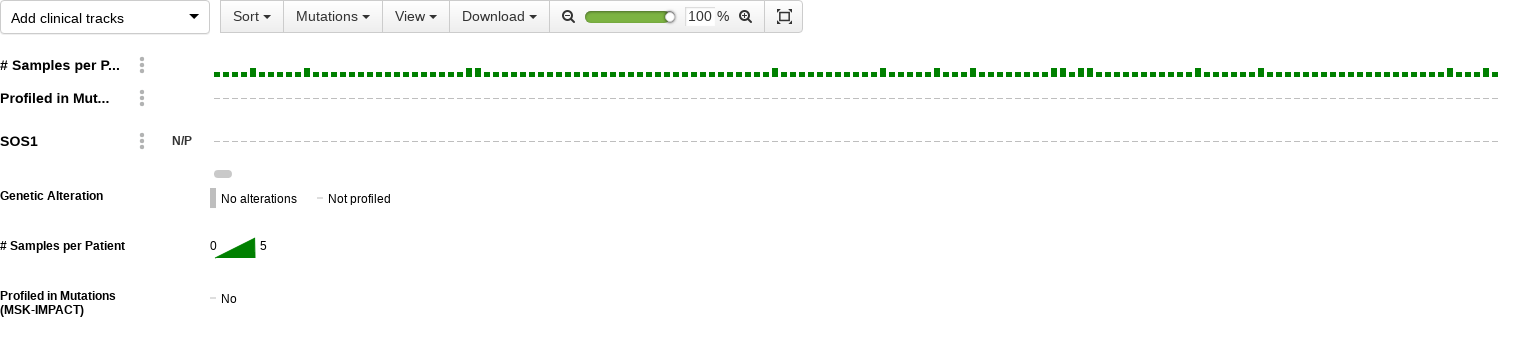 Add clinical tracks Sort Mutations View Download 100 %
# Samples per P...
Profiled in Mut...
SOS1 N/P
Genetic Alteration No alterations Not profiled
# Samples per Patient 0 5
Profiled in Mutations No
(MSK-IMPACT)